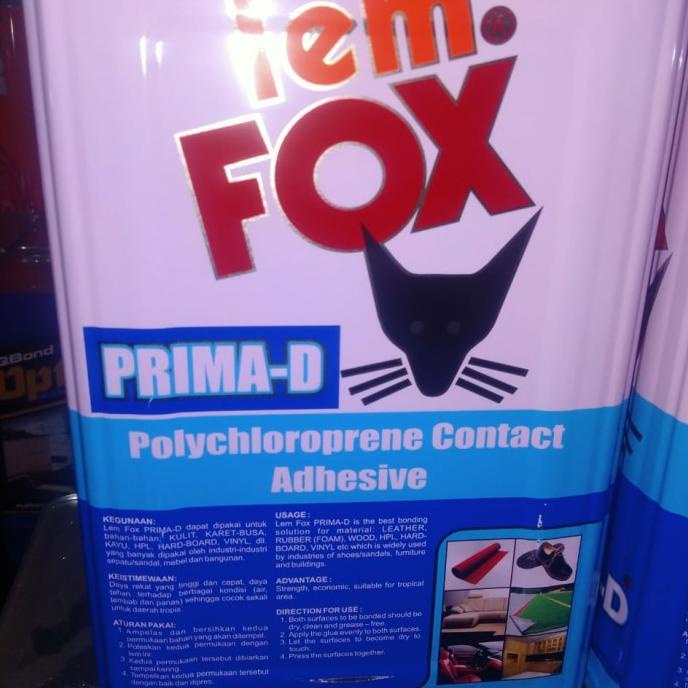 lem.
FOX
QBond
PRIMA-D
Polychloroprene Contact
Adhesive
KEGUNAAN:
Lem Fox PRIMA-D dapat dipakai untuk
bahan-bahan: KULIT, KARET-BUSA,
KAYU, HPL, HARD-BOARD, VINYL, dll
yang banyak dipakai oleh industri-industri
sepatu/sandal, mebel dan bangunan.
KEISTIMEWAAN:
Daya rekat yang tinggi dan cepat, daya
tahan terhadap berbagai kondisi (air,
lembab dan panas) sehingga cocok sekali
untuk daerah tropis.
ATURAN PAKAI:
1. Ampelas dan bersihkan kedua
permukaan bahan yang akan ditempel.
2. Poleskan kedua permukaan dengan
lem ini.
3. Kedua permukaan tersebut dibiarkan
sampai kering.
4. Tempelkan kedua permukaan tersebut
dengan baik dan dipres.
USAGE :
Lem Fox PRIMA-D is the best bonding
solution for material: LEATHER,
RUBBER (FOAM), WOOD, HPL, HARD-
BOARD, VINYL etc which is widely used
by industries of shoes/sandals, furniture
and buildings.
ADVANTAGE :
Strength, economic, suitable for tropical
area.
DIRECTION FOR USE :
1. Both surfaces to be bonded should be
dry, clean and grease – free.
2. Apply the glue evenly to both surfaces.
3. Let the surfaces to become dry to
touch.
4. Press the surfaces together.
-D